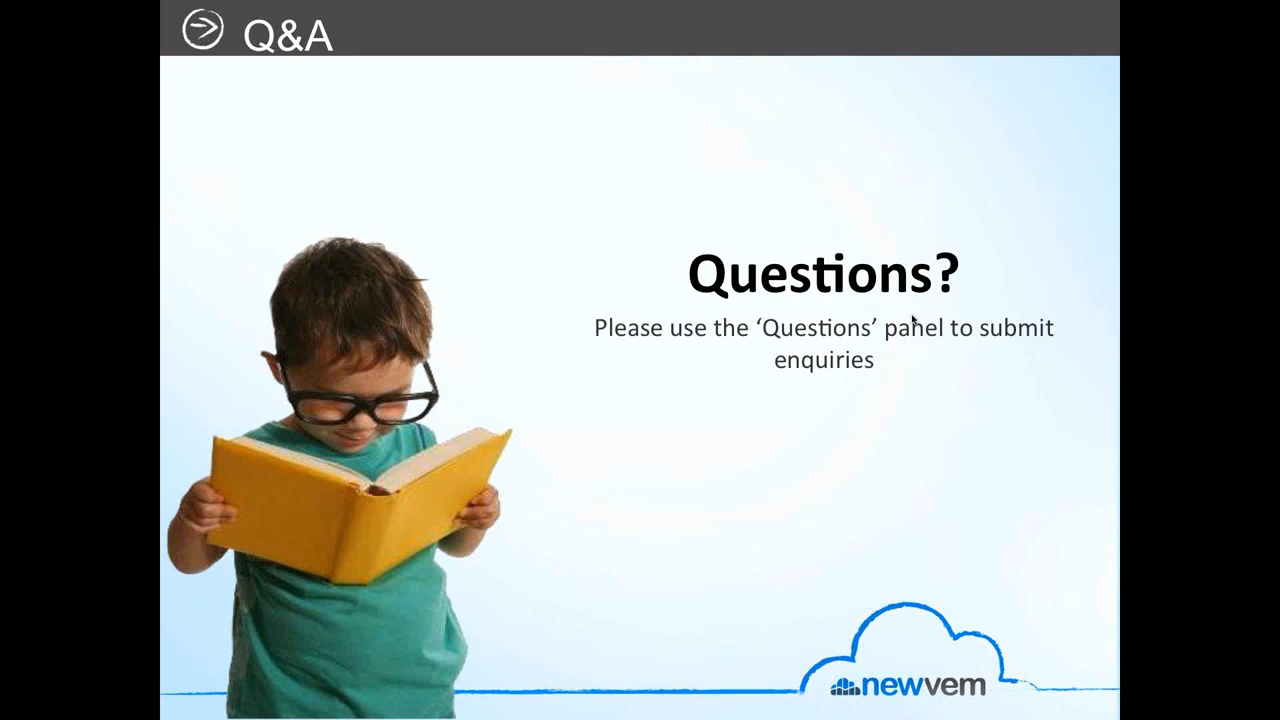 Q&A
Questions?
Please use the ‘Questions’ panel to submit
enquiries
newvem